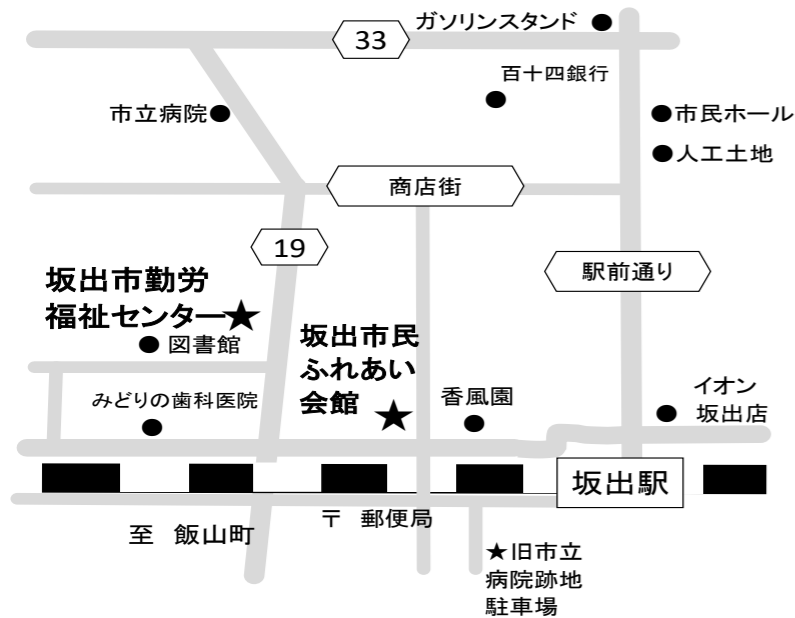 ガソリンスタンド
33
百十四銀行
市立病院
市民ホール
人工土地
商店街
19
駅前通り
坂出市勤労
福祉センター★
図書館
坂出市民
ふれあい
会館
★
みどりの歯科医院
香風園
イオン
坂出店
坂出駅
至 飯山町
〒 郵便局
★旧市立
病院跡地
駐車場